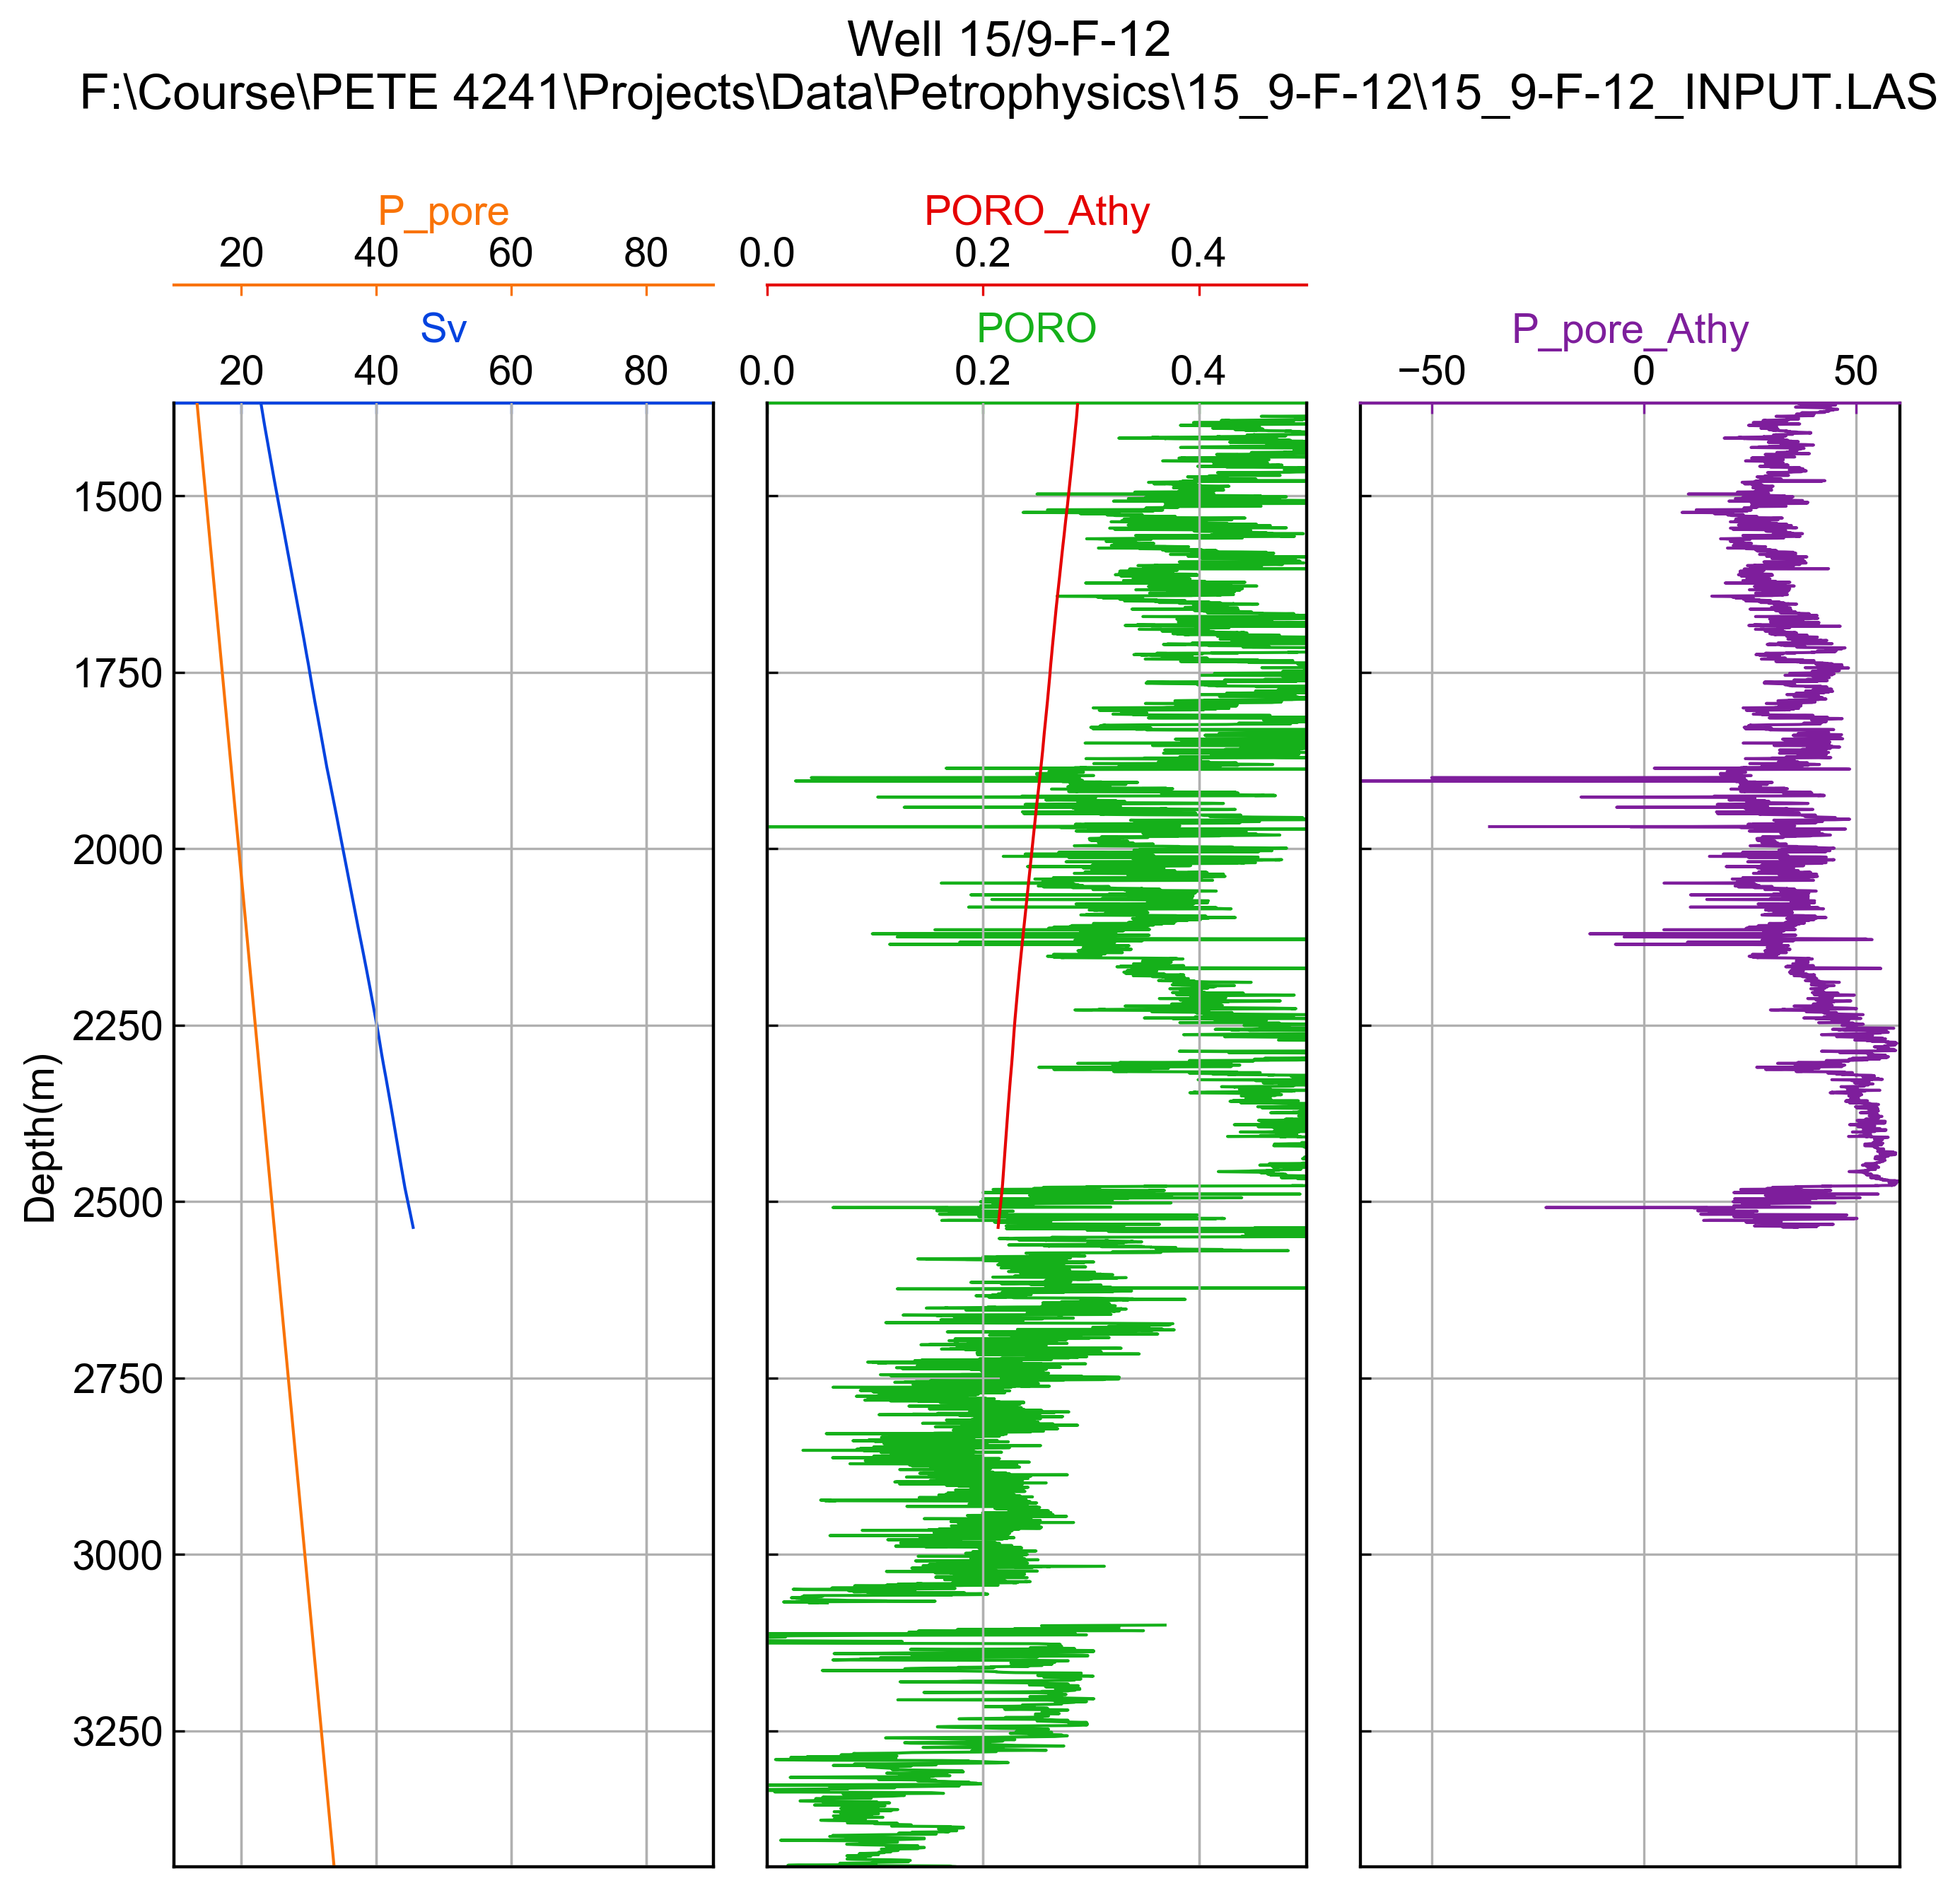 Well 15/9-F-12
F:\Course\PETE 4241\Projects\Data\Petrophysics\15_9-F-12\15_9-F-12_INPUT.LAS
P_pore
20 40 60 80
Sv
20 40 60 80
PORO_Athy
0.0 0.2 0.4
PORO
0.0 0.2 0.4
P_pore_Athy
−50 0 50
Depth(m)
1500
1750
2000
2250
2500
2750
3000
3250